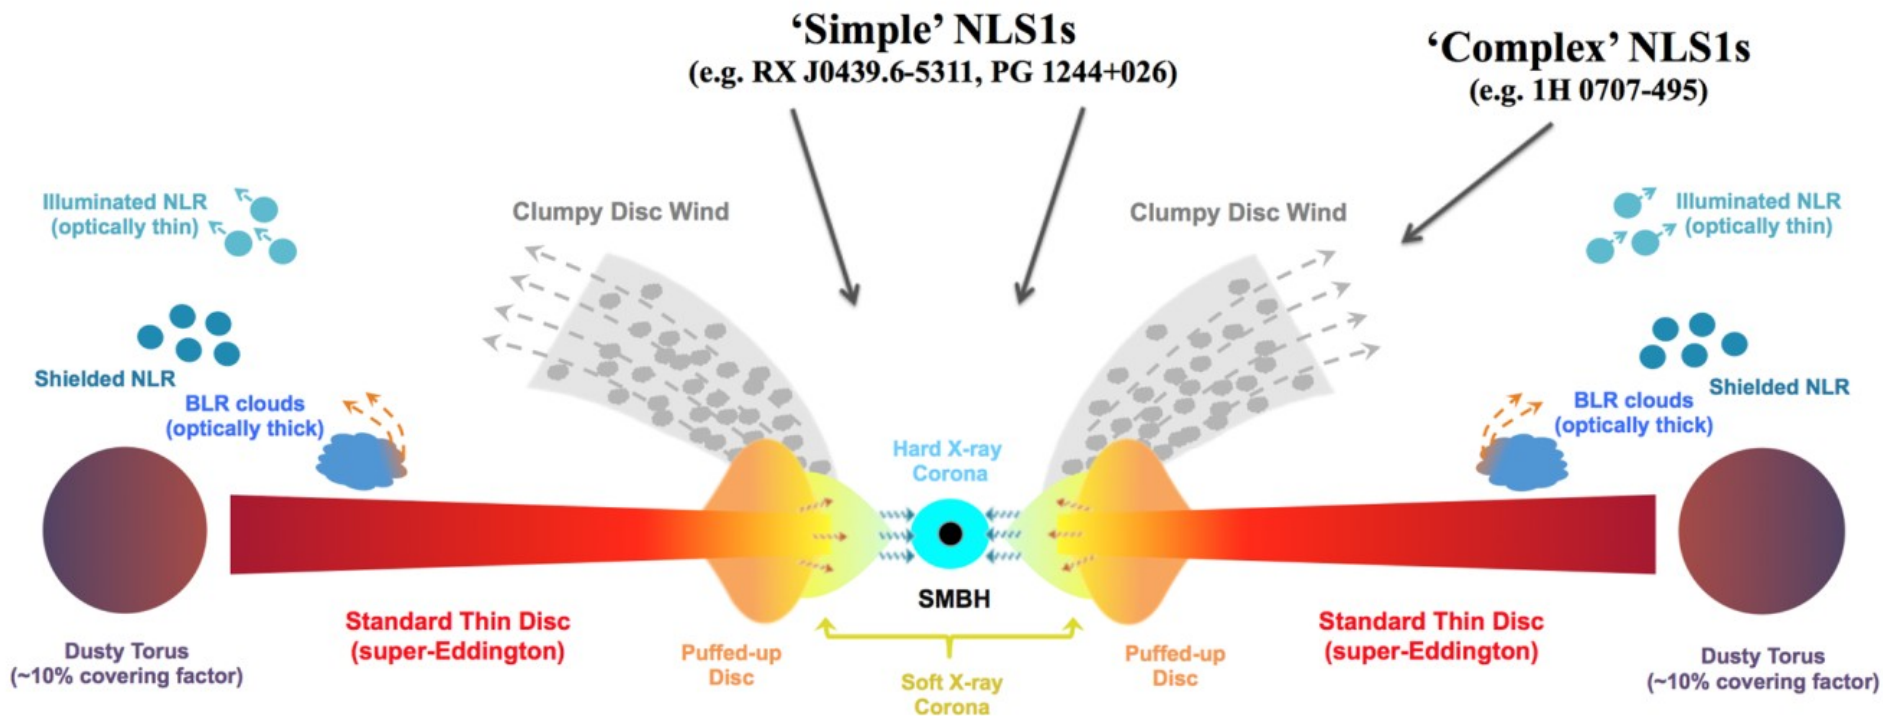 ‘Simple’ NLS1s
(e.g. RX J0439.6-5311, PG 1244+026)
‘Complex’ NLS1s
(e.g. 1H 0707-495)
Illuminated NLR
(optically thin)
Clumpy Disc Wind
Clumpy Disc Wind
Illuminated NLR
(optically thin)
Shielded NLR
BLR clouds
(optically thick)
Hard X-ray
Corona
BLR clouds
(optically thick)
Shielded NLR
SMBH
Standard Thin Disc
(super-Eddington)
Standard Thin Disc
(super-Eddington)
Dusty Torus
(~10% covering factor)
Puffed-up
Disc
Soft X-ray
Corona
Puffed-up
Disc
Dusty Torus
(~10% covering factor)